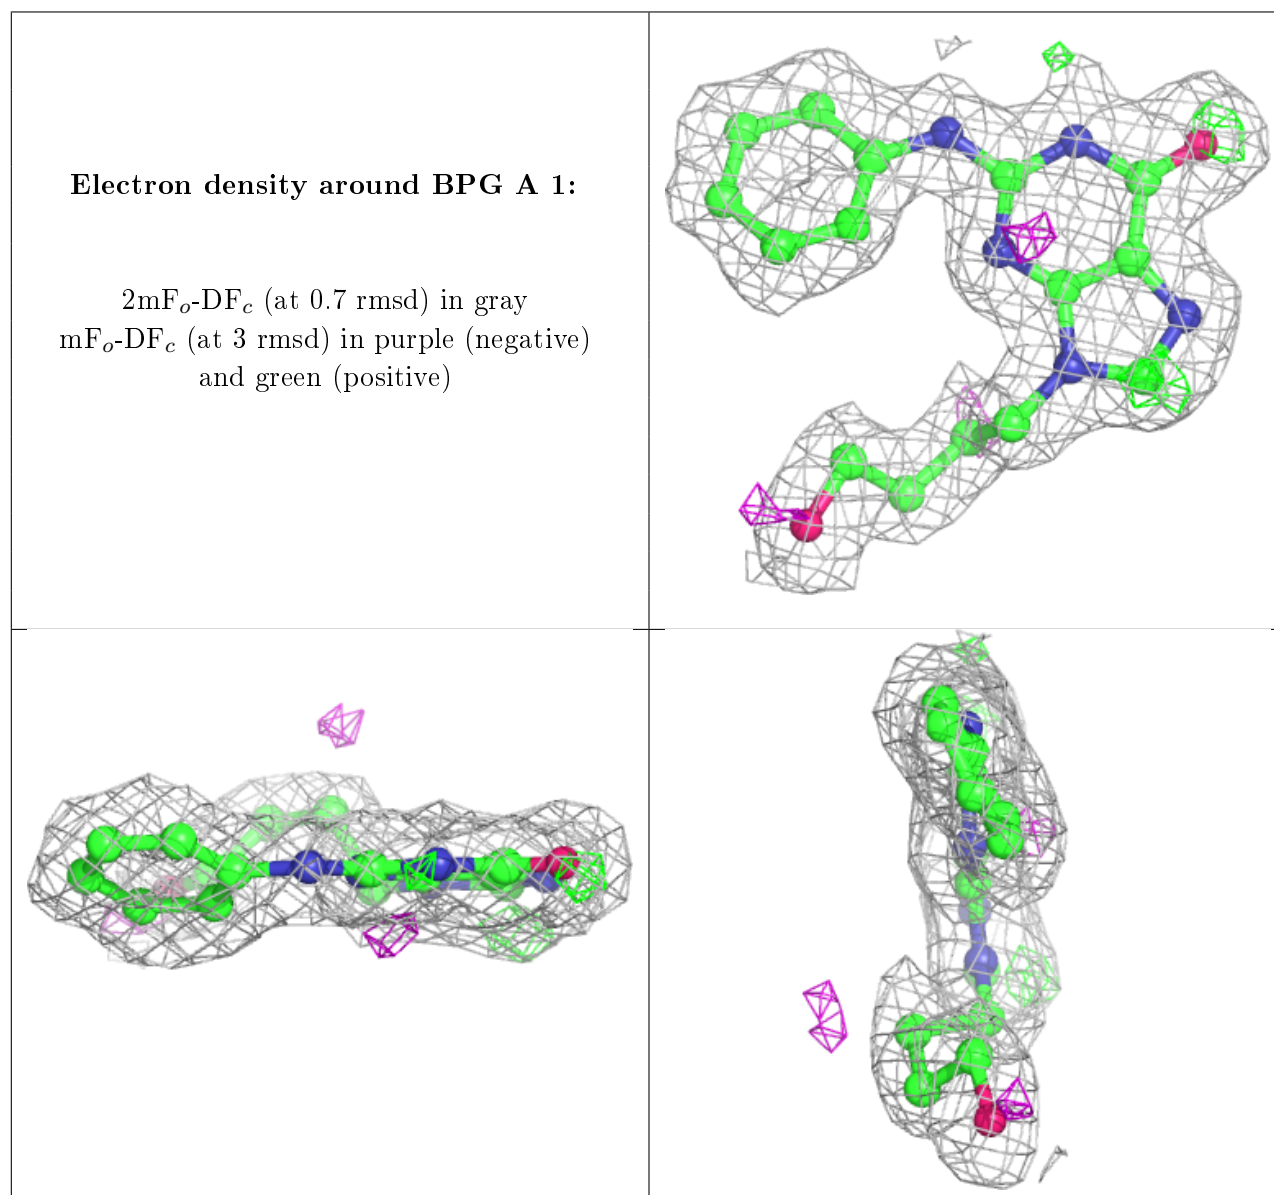 Electron density around BPG A 1:
2mFo-DFc (at 0.7 rmsd) in gray
mFo-DFc (at 3 rmsd) in purple (negative)
and green (positive)